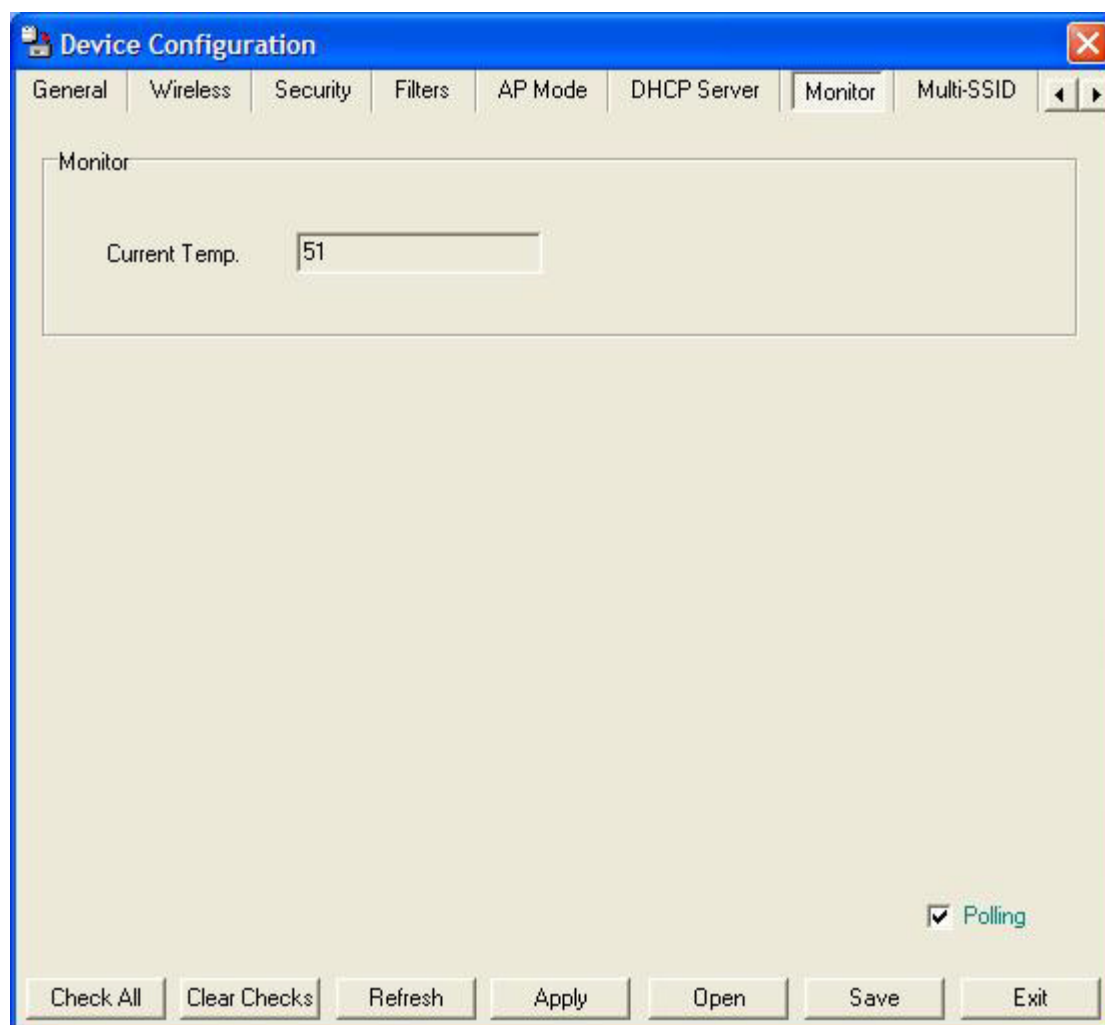 Device Configuration
General Wireless Security Filters AP Mode DHCP Server Monitor Multi-SSID
Monitor
Current Temp. 51
Polling
Check All Clear Checks Refresh Apply Open Save Exit